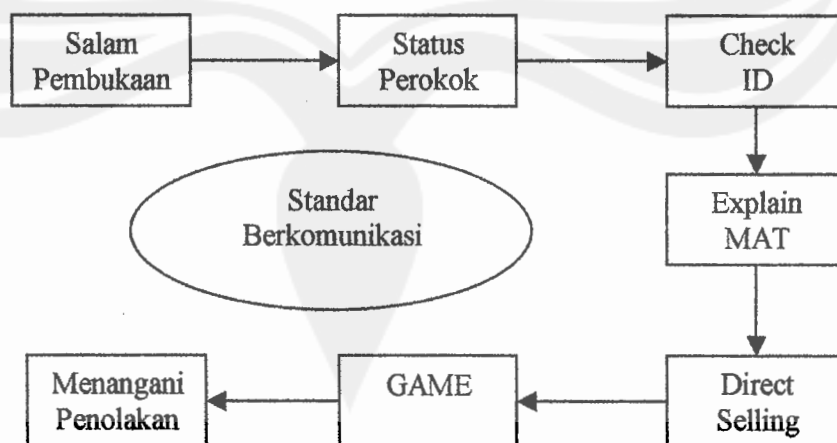 Salam
Pembukaan
Status
Perokok
Check
ID
Standar
Berkomunikasi
Explain
MAT
Menangani
Penolakan
GAME
Direct
Selling